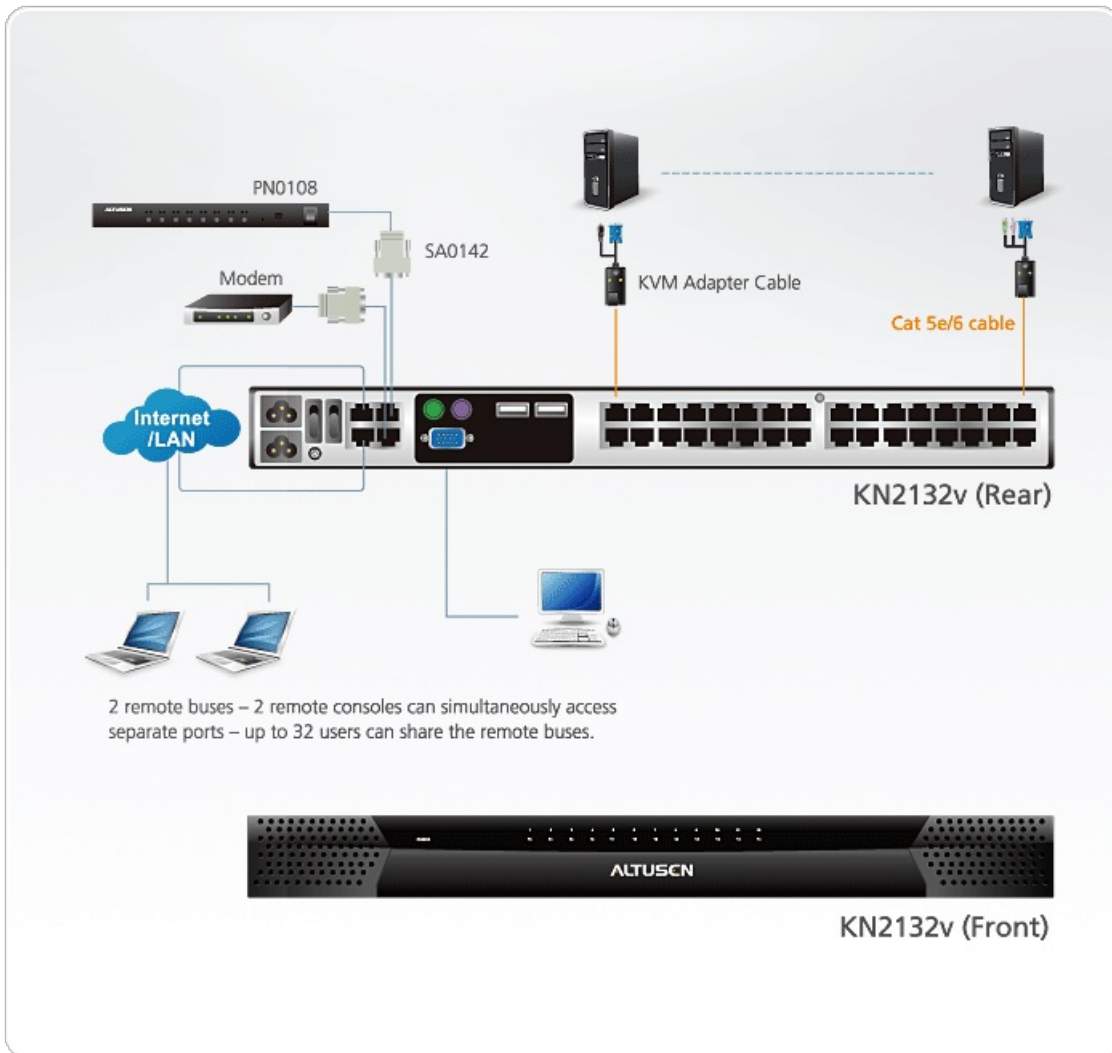 PN0108
SA0142
Modem
KVM Adapter Cable
Cat 5e/6 cable
Internet
/LAN
KN2132v (Rear)
2 remote buses – 2 remote consoles can simultaneously access
separate ports – up to 32 users can share the remote buses.
ALTUSEN
KN2132v (Front)